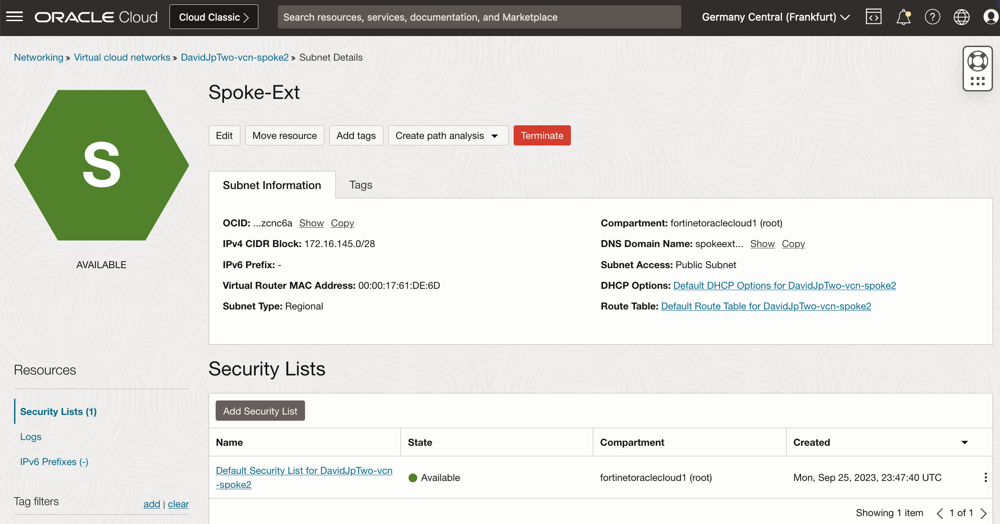 ORACLE Cloud
Cloud Classic
Search resources, services, documentation, and Marketplace
Germany Central (Frankfurt)
Networking » Virtual cloud networks » DavidJpTwo-vcn-spoke2 » Subnet Details
S
AVAILABLE
Spoke-Ext
Edit
Move resource
Add tags
Create path analysis
Terminate
Subnet Information
Tags
OCID: ...zcnc6a Show Copy
IPv4 CIDR Block: 172.16.145.0/28
IPv6 Prefix: -
Virtual Router MAC Address: 00:00:17:61:DE:6D
Subnet Type: Regional
Compartment: fortinetoraclecloud1 (root)
DNS Domain Name: spokeext... Show Copy
Subnet Access: Public Subnet
DHCP Options: Default DHCP Options for DavidJpTwo-vcn-spoke2
Route Table: Default Route Table for DavidJpTwo-vcn-spoke2
Resources
Security Lists (1)
Logs
IPv6 Prefixes (-)
Tag filters
add | clear
Security Lists
Add Security List
Name
State
Compartment
Created
Default Security List for DavidJpTwo-vcn
-spoke2
Available
fortinetoraclecloud1 (root)
Mon, Sep 25, 2023, 23:47:40 UTC
Showing 1 item
1 of 1